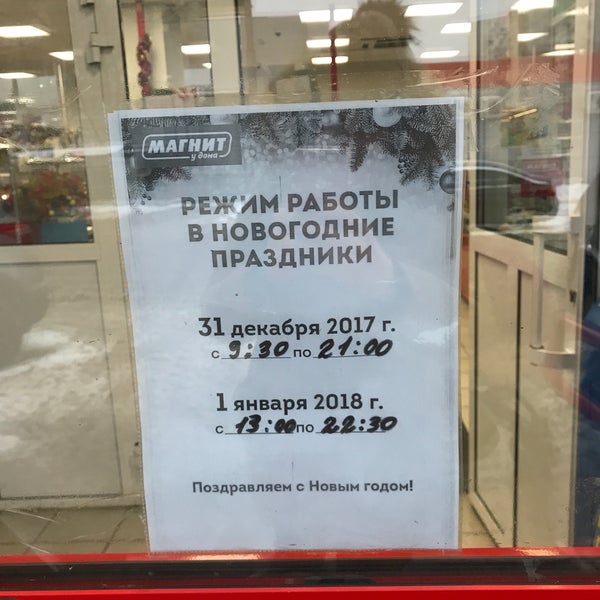 МАГНИТ
у дома
РЕЖИМ РАБОТЫ
В НОВОГОДНИЕ
ПРАЗДНИКИ
31 декабря 2017 г.
с 9:30 по 21:00
1 января 2018 г.
с 13:00 по 22:30
Поздравляем с Новым годом!